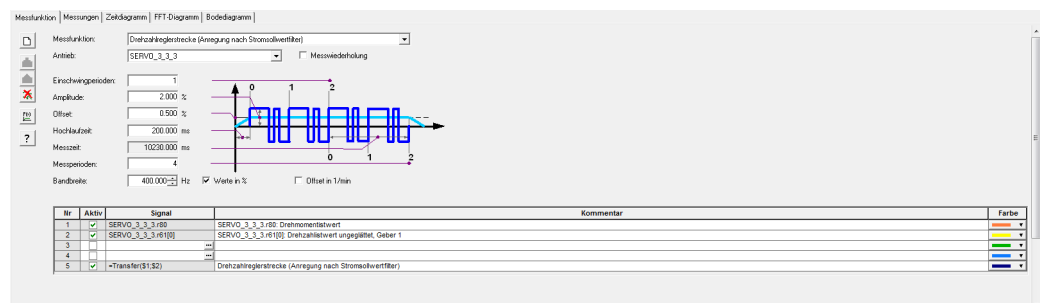 Messfunktion Messungen Zeitdiagramm FFT-Diagramm Bodediagramm
Messfunktion: Drehzahlreglerstrecke (Anregung nach Stromsollwertfilter)
Antrieb: SERVO_3_3_3 Messwiederholung
Einschwingperioden: 1
Amplitude: 2.000 %
Offset: 0.500 %
Hochlaufzeit: 200.000 ms
Messzeit: 10230.000 ms
Messperioden: 4
Bandbreite: 400.000 Hz Werte in % Offset in 1/min
0 1 2
0 1 2
f(x)
?
Nr Aktiv Signal Kommentar Farbe
1 SERVO_3_3_3.r80 SERVO_3_3_3.r80: Drehmomentistwert
2 SERVO_3_3_3.r61[0] SERVO_3_3_3.r61[0]: Drehzahlistwert ungeglättet, Geber 1
3 ...
4 ...
5 =Transfer($1;$2) Drehzahlreglerstrecke (Anregung nach Stromsollwertfilter)